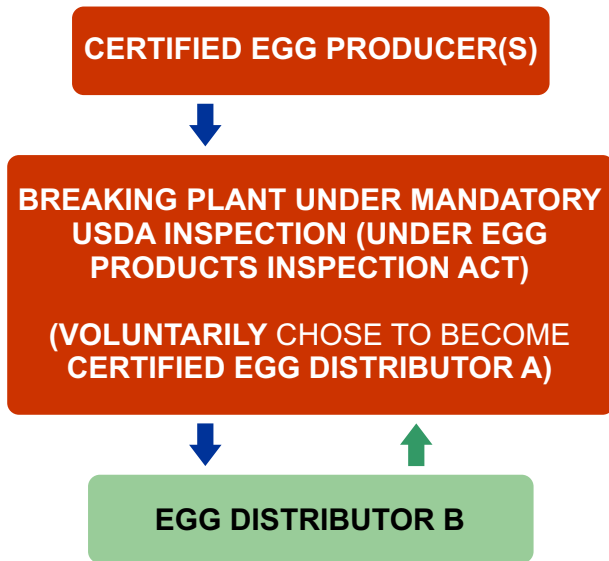 CERTIFIED EGG PRODUCER(S)
BREAKING PLANT UNDER MANDATORY
USDA INSPECTION (UNDER EGG
PRODUCTS INSPECTION ACT)
(VOLUNTARILY CHOSE TO BECOME
CERTIFIED EGG DISTRIBUTOR A)
EGG DISTRIBUTOR B